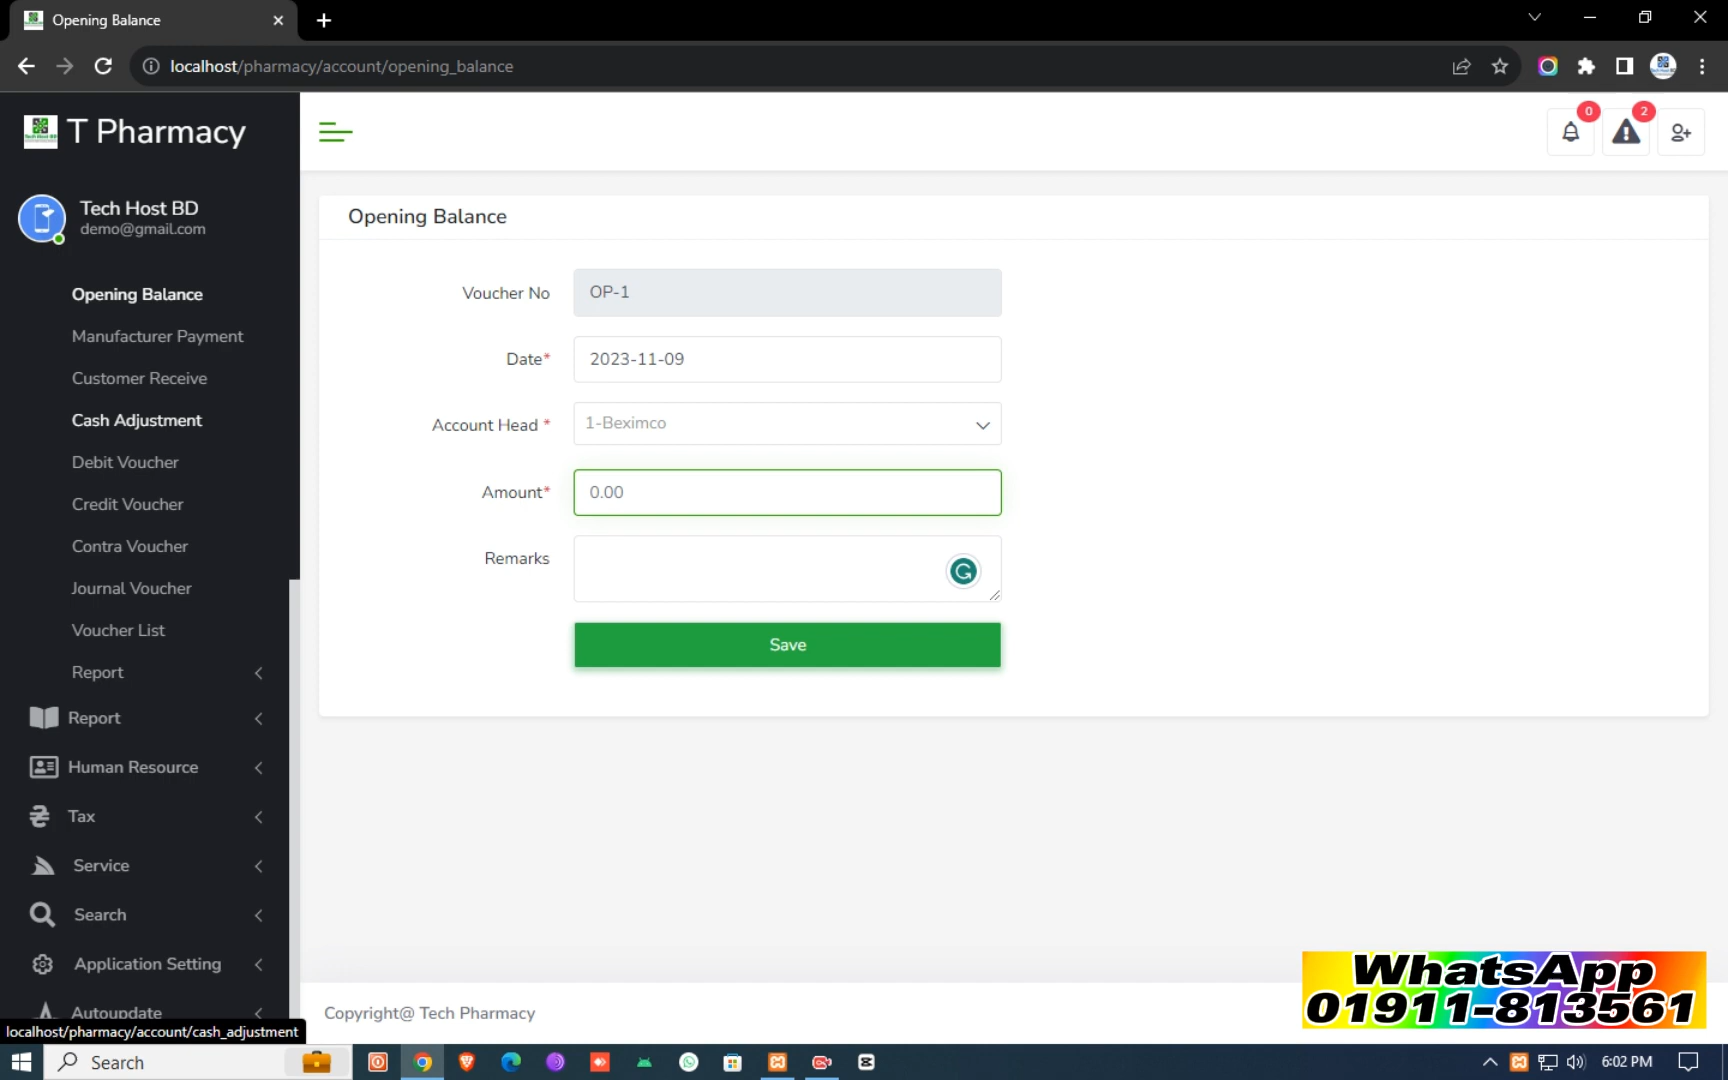 Opening Balance
localhost/pharmacy/account/opening_balance
T Pharmacy
0
2
Tech Host BD
demo@gmail.com
Opening Balance
Manufacturer Payment
Customer Receive
Cash Adjustment
Debit Voucher
Credit Voucher
Contra Voucher
Journal Voucher
Voucher List
Report
Report
Human Resource
Tax
Service
Search
Application Setting
Autoupdate
localhost/pharmacy/account/cash_adjustment
Opening Balance
Voucher No
OP-1
Date*
2023-11-09
Account Head *
1-Beximco
Amount*
0.00
Remarks
Save
Copyright@ Tech Pharmacy
WhatsApp
01911-813561
Search
6:02 PM